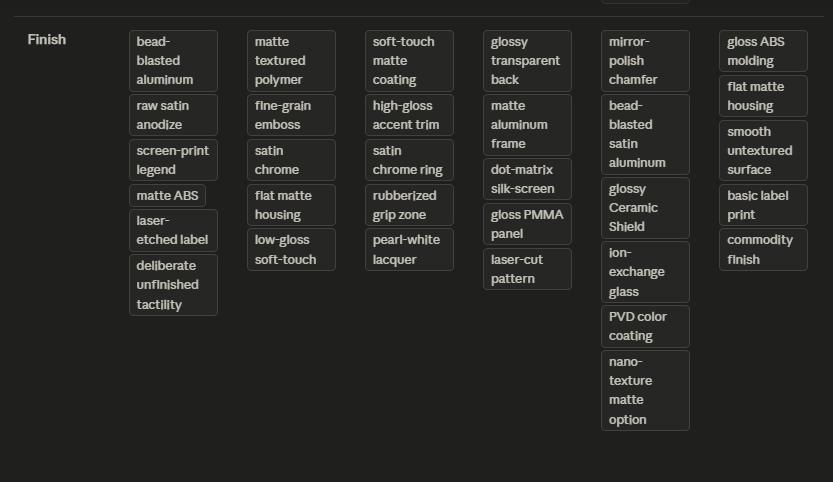 Finish
bead-
blasted
aluminum
raw satin
anodize
screen-print
legend
matte ABS
laser-
etched label
deliberate
unfinished
tactility
matte
textured
polymer
fine-grain
emboss
satin
chrome
flat matte
housing
low-gloss
soft-touch
soft-touch
matte
coating
high-gloss
accent trim
satin
chrome ring
rubberized
grip zone
pearl-white
lacquer
glossy
transparent
back
matte
aluminum
frame
dot-matrix
silk-screen
gloss PMMA
panel
laser-cut
pattern
mirror-
polish
chamfer
bead-
blasted
satin
aluminum
glossy
Ceramic
Shield
ion-
exchange
glass
PVD color
coating
nano-
texture
matte
option
gloss ABS
molding
flat matte
housing
smooth
untextured
surface
basic label
print
commodity
finish